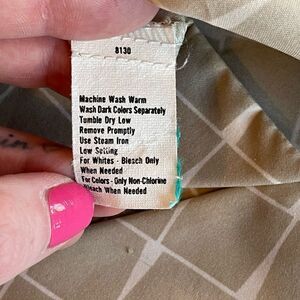 8130
Machine Wash Warm
Wash Dark Colors Separately
Tumble Dry Low
Remove Promptly
Use Steam Iron
Low Setting
For Whites - Bleach Only
When Needed
For Colors - Only Non-Chlorine
Bleach When Needed